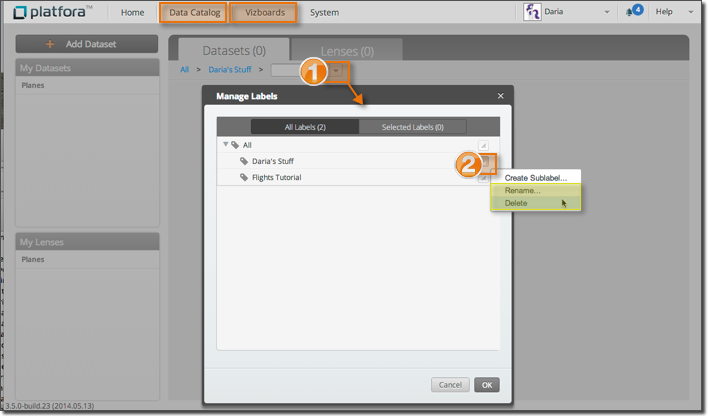 platfora™ Home Data Catalog Vizboards System Daria 4 Help
+ Add Dataset
Datasets (0) Lenses (0)
My Datasets
Planes
All > Daria's Stuff >
1
Manage Labels ×
All Labels (2) Selected Labels (0)
All
Daria's Stuff
2
Flights Tutorial
Create Sublabel...
Rename...
Delete
My Lenses
Planes
Cancel OK
3.5.0-build.23 (2014.05.13)